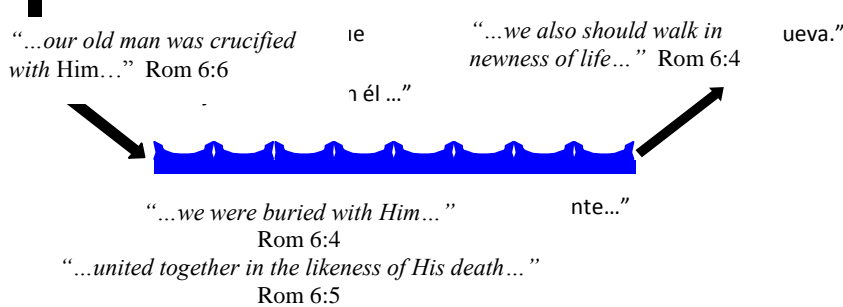 “…our old man was crucified
with Him…”  Rom 6:6
“…we also should walk in
newness of life…”  Rom 6:4
ueva.”
él …”
“…we were buried with Him…”
Rom 6:4
nte…”
“…united together in the likeness of His death…”
Rom 6:5